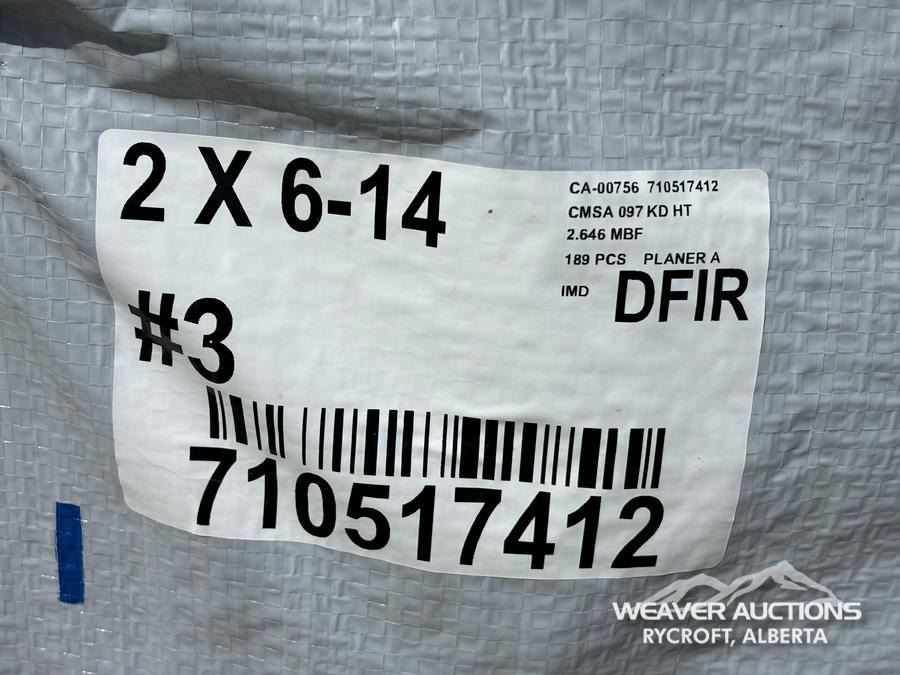 2 X 6-14
CA-00756 710517412
CMSA 097 KD HT
2.646 MBF
189 PCS PLANER A
IMD DFIR
#3
710517412
WEAVER AUCTIONS
RYCROFT, ALBERTA